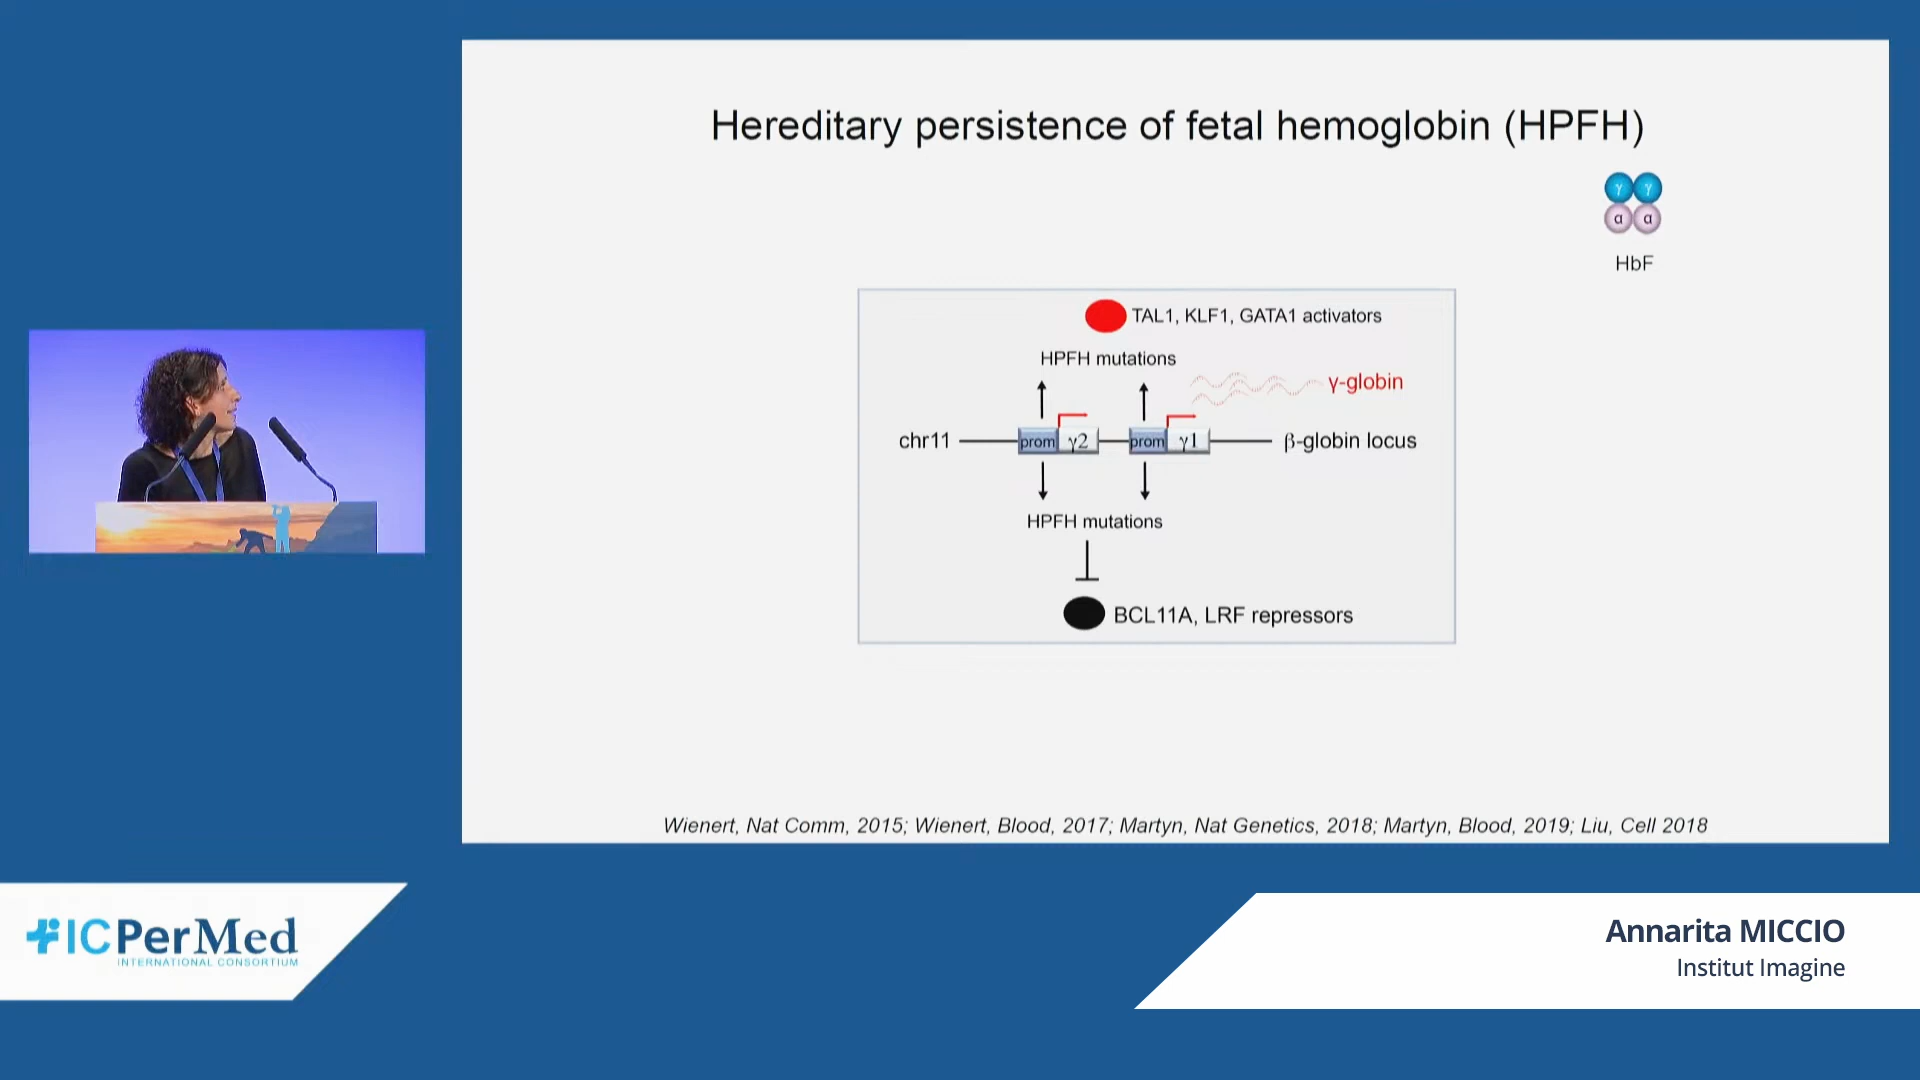 Hereditary persistence of fetal hemoglobin (HPFH)
γ γ
α α
HbF
TAL1, KLF1, GATA1 activators
HPFH mutations
γ-globin
chr11 prom γ2 prom γ1 β-globin locus
HPFH mutations
BCL11A, LRF repressors
Wienert, Nat Comm, 2015; Wienert, Blood, 2017; Martyn, Nat Genetics, 2018; Martyn, Blood, 2019; Liu, Cell 2018
ICPerMed
INTERNATIONAL CONSORTIUM
Annarita MICCIO
Institut Imagine